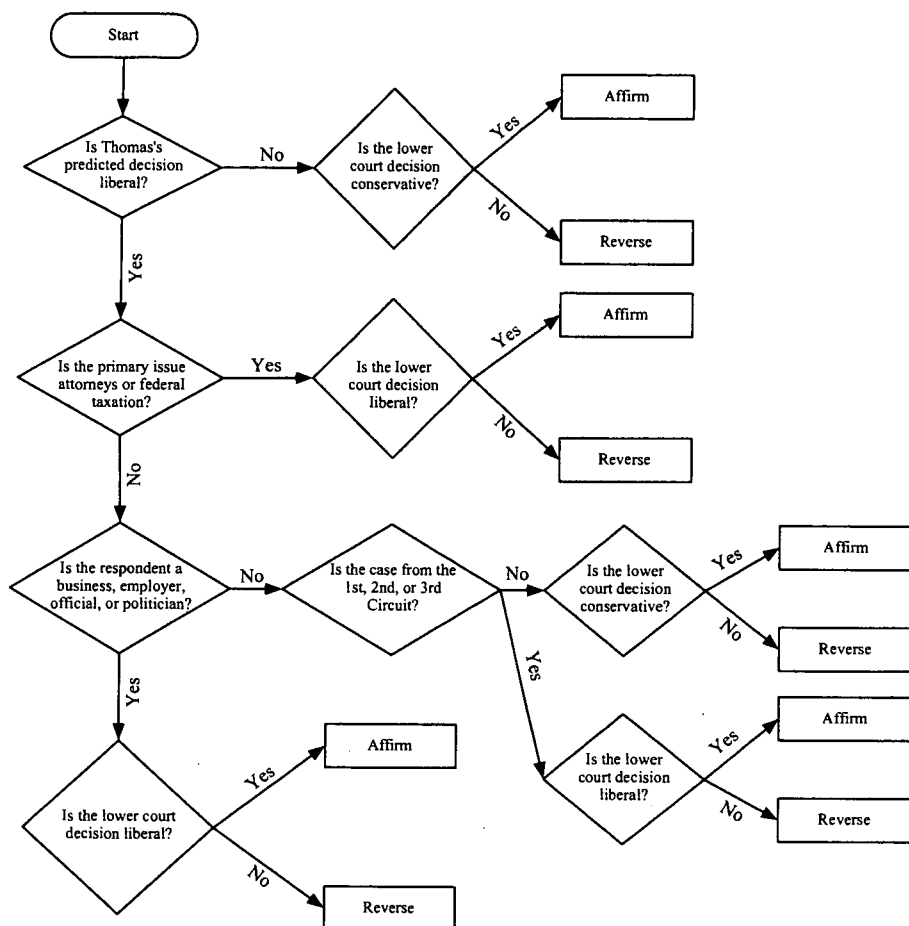 Start
Is Thomas's
predicted decision
liberal?
No
Is the lower
court decision
conservative?
Yes
Affirm
No
Reverse
Yes
Is the primary issue
attorneys or federal
taxation?
Yes
Is the lower
court decision
liberal?
Yes
Affirm
No
Reverse
No
Is the respondent a
business, employer,
official, or politician?
No
Is the case from the
1st, 2nd, or 3rd
Circuit?
No
Is the lower
court decision
conservative?
Yes
Affirm
No
Reverse
Yes
Is the lower
court decision
liberal?
Yes
Affirm
No
Reverse
Yes
Is the lower court
decision liberal?
Yes
Affirm
No
Reverse